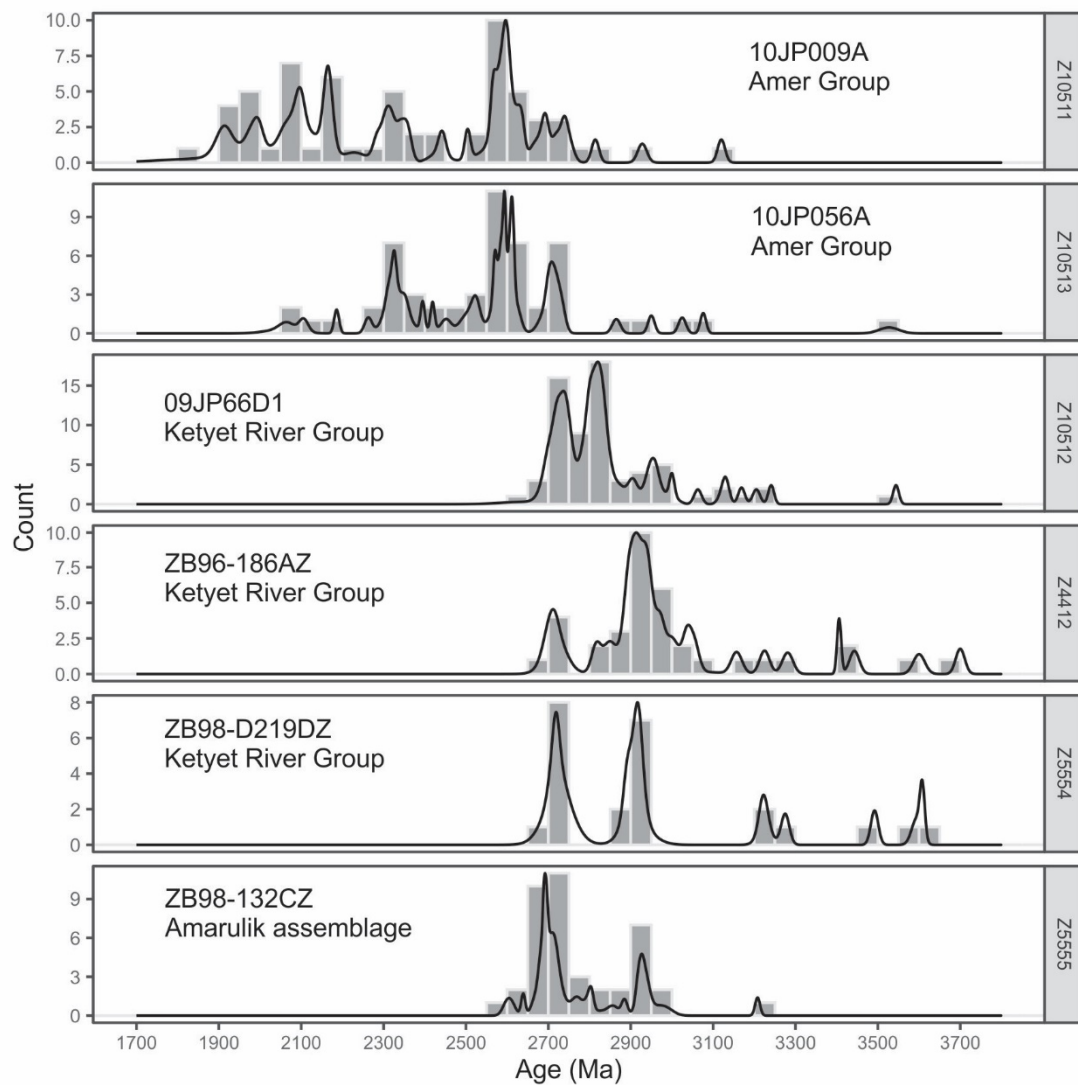 10.0
7.5
5.0
2.5
0.0
10JP009A
Amer Group
Z10511
9
6
3
0
10JP056A
Amer Group
Z10513
15
10
5
0
09JP66D1
Ketyet River Group
Z10512
Count
10.0
7.5
5.0
2.5
0.0
ZB96-186AZ
Ketyet River Group
Z4412
8
6
4
2
0
ZB98-D219DZ
Ketyet River Group
Z5554
9
6
3
0
ZB98-132CZ
Amarulik assemblage
Z5555
1700 1900 2100 2300 2500 2700 2900 3100 3300 3500 3700
Age (Ma)